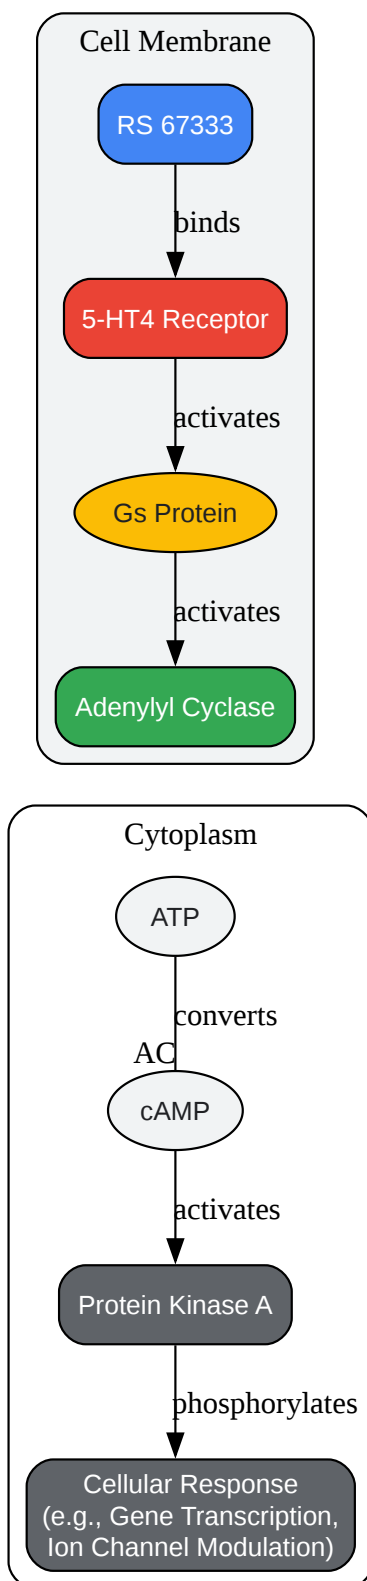 Cell Membrane
RS 67333
binds
5-HT4 Receptor
activates
Gs Protein
activates
Adenylyl Cyclase
Cytoplasm
ATP
converts
AC
cAMP
activates
Protein Kinase A
phosphorylates
Cellular Response
(e.g., Gene Transcription,
Ion Channel Modulation)